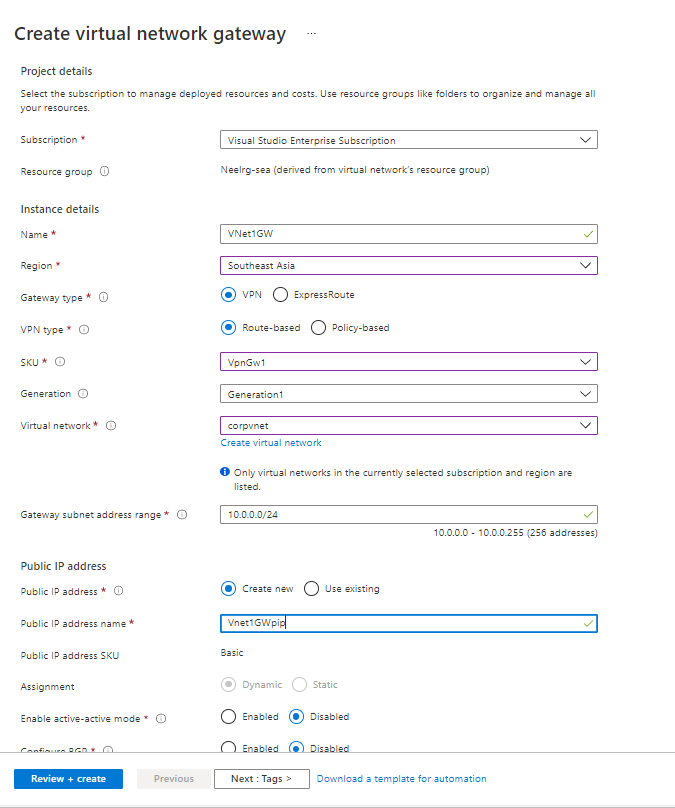 Create virtual network gateway ...
Project details
Select the subscription to manage deployed resources and costs. Use resource groups like folders to organize and manage all
your resources.
Subscription * Visual Studio Enterprise Subscription
Resource group Neelrg-sea (derived from virtual network's resource group)
Instance details
Name * VNet1GW
Region * Southeast Asia
Gateway type * VPN ExpressRoute
VPN type * Route-based Policy-based
SKU * VpnGw1
Generation Generation1
Virtual network * corpvnet
Create virtual network
Only virtual networks in the currently selected subscription and region are
listed.
Gateway subnet address range * 10.0.0.0/24
10.0.0.0 - 10.0.0.255 (256 addresses)
Public IP address
Public IP address * Create new Use existing
Public IP address name * Vnet1GWpip
Public IP address SKU Basic
Assignment Dynamic Static
Enable active-active mode * Enabled Disabled
Configure BGP * Enabled Disabled
Review + create Previous Next : Tags > Download a template for automation